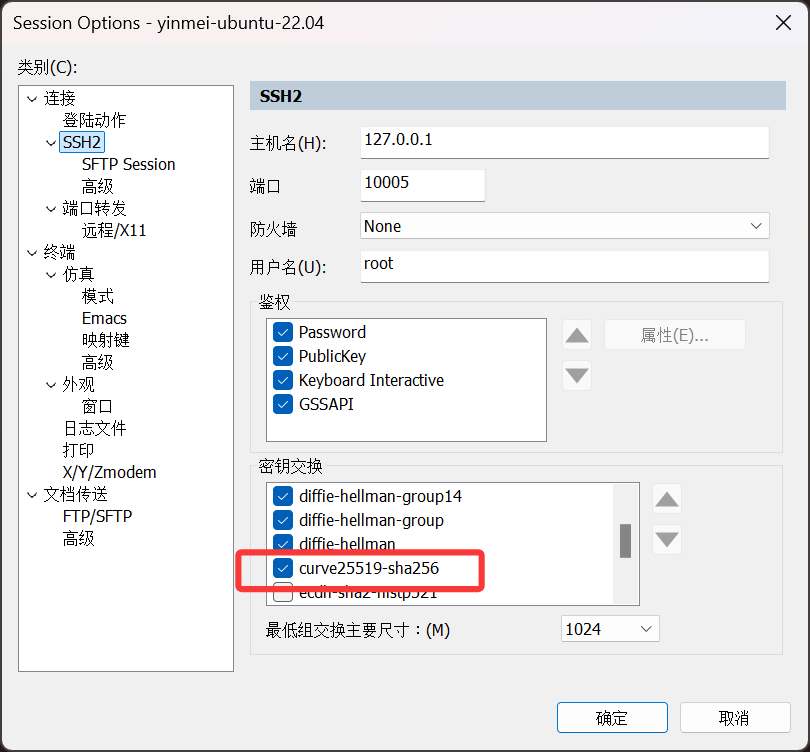 Session Options - yinmei-ubuntu-22.04
类别(C):
连接
登陆动作
SSH2
SFTP Session
高级
端口转发
远程/X11
终端
仿真
模式
Emacs
映射键
高级
外观
窗口
日志文件
打印
X/Y/Zmodem
文档传送
FTP/SFTP
高级
SSH2
主机名(H): 127.0.0.1
端口 10005
防火墙 None
用户名(U): root
鉴权
Password
PublicKey
Keyboard Interactive
GSSAPI
属性(E)...
密钥交换
diffie-hellman-group14
diffie-hellman-group
diffie-hellman
curve25519-sha256
ecdh-sha2-nistp521
最低组交换主要尺寸：(M) 1024
确定 取消